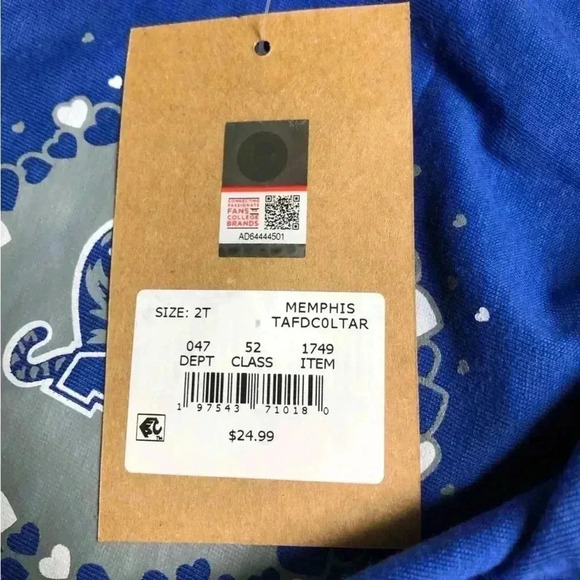 CONNECTING
PASSIONATE
FANS
COLLEGE
BRANDS
AD64444501
SIZE: 2T
MEMPHIS
TAFDC0LTAR
047 52 1749
DEPT CLASS ITEM
1 97543 71018 0
$24.99